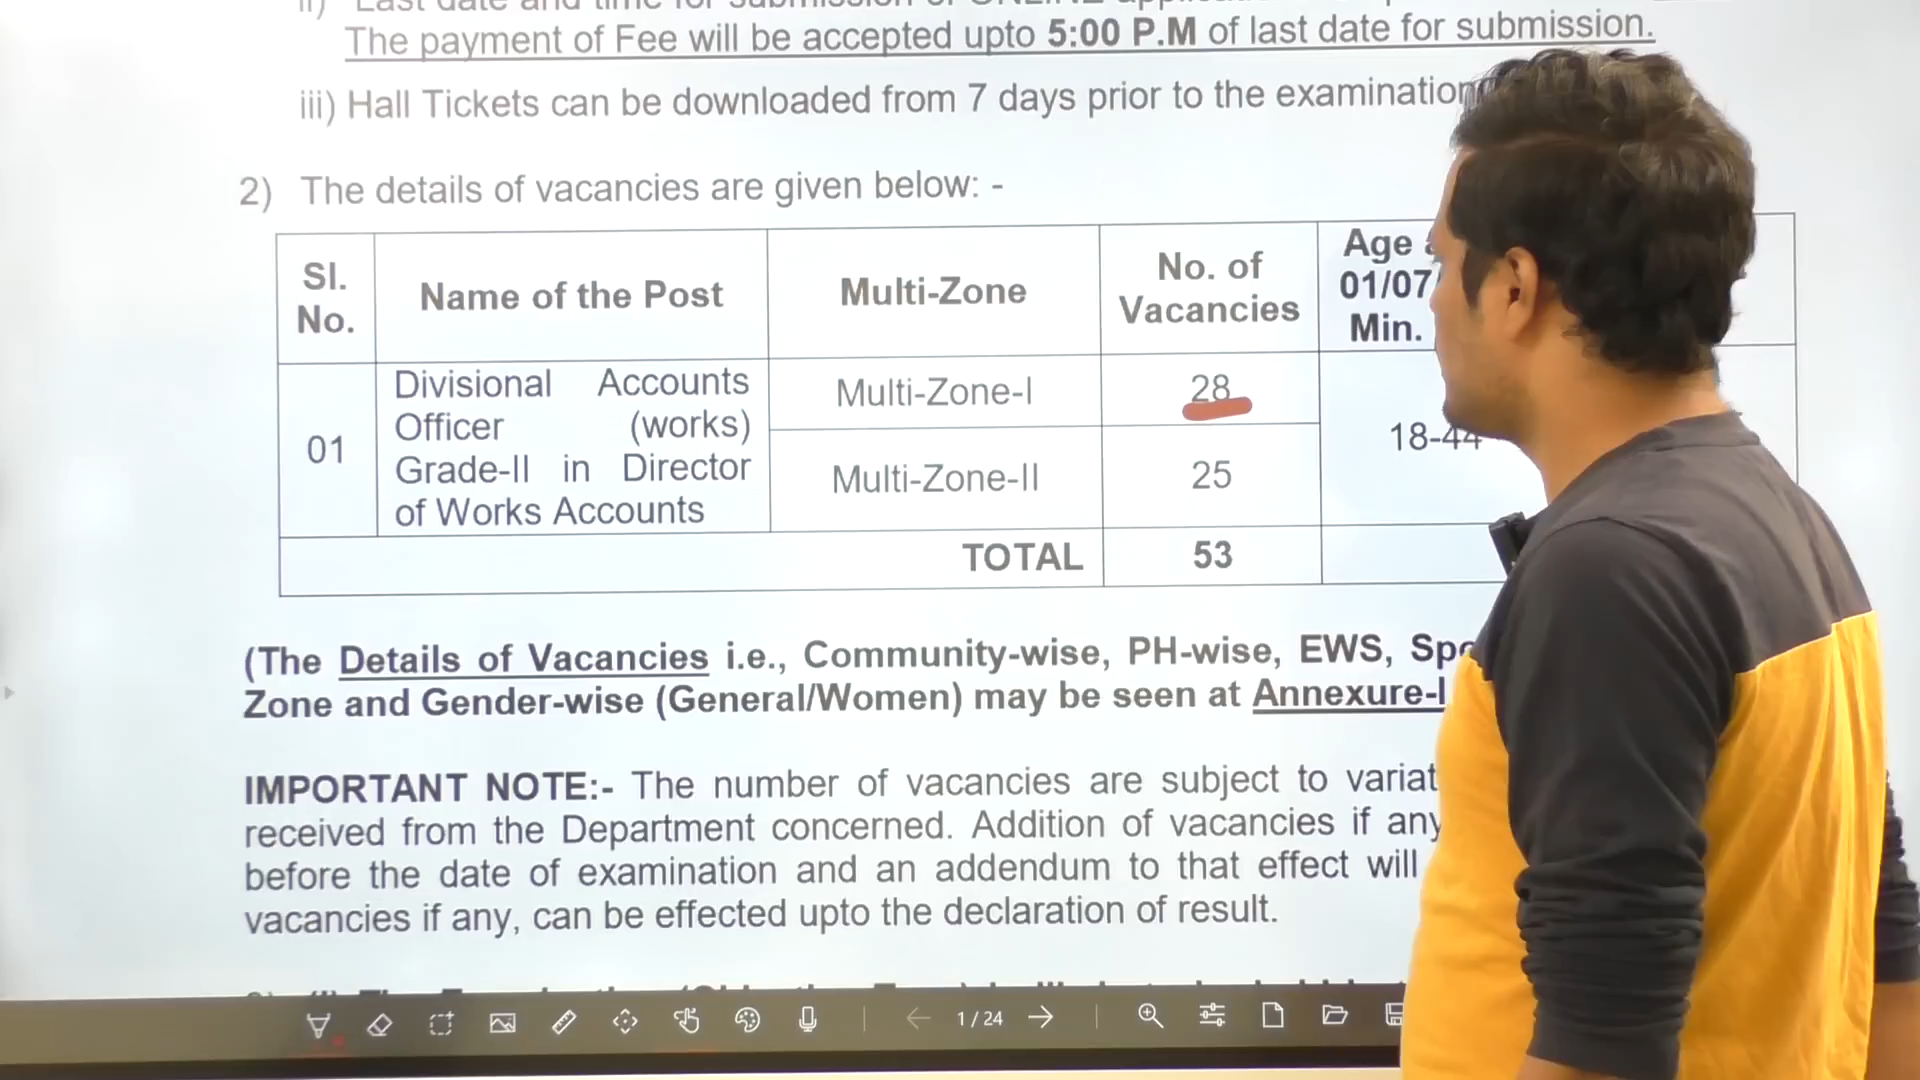 The payment of Fee will be accepted upto 5:00 P.M of last date for submission.
iii) Hall Tickets can be downloaded from 7 days prior to the examination
2) The details of vacancies are given below: -
Sl. No.
Name of the Post
Multi-Zone
No. of Vacancies
Age
01/07
Min.
01
Divisional Accounts
Officer (works)
Grade-II in Director
of Works Accounts
Multi-Zone-I
28
18-44
Multi-Zone-II
25
TOTAL
53
(The Details of Vacancies i.e., Community-wise, PH-wise, EWS,
Zone and Gender-wise (General/Women) may be seen at Annexure-I
IMPORTANT NOTE:- The number of vacancies are subject to
received from the Department concerned. Addition of vacancies if any
before the date of examination and an addendum to that effect will
vacancies if any, can be effected upto the declaration of result.
1 / 24